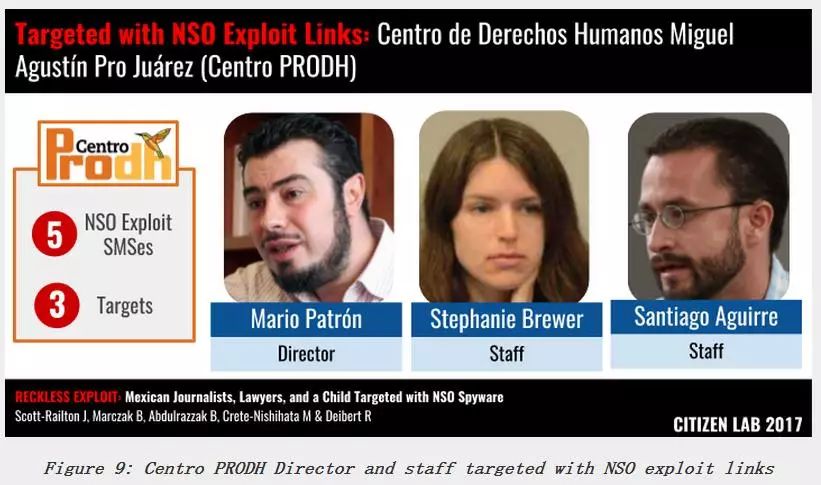 Targeted with NSO Exploit Links: Centro de Derechos Humanos Miguel
Agustín Pro Juárez (Centro PRODH)
Centro
Prodh
5
NSO Exploit
SMSes
3
Targets
Mario Patrón
Director
Stephanie Brewer
Staff
Santiago Aguirre
Staff
RECKLESS EXPLOIT: Mexican Journalists, Lawyers, and a Child Targeted with NSO Spyware
Scott-Railton J, Marczak B, Abdulrazzak B, Crete-Nishihata M & Deibert R
CITIZEN LAB 2017
Figure 9: Centro PRODH Director and staff targeted with NSO exploit links